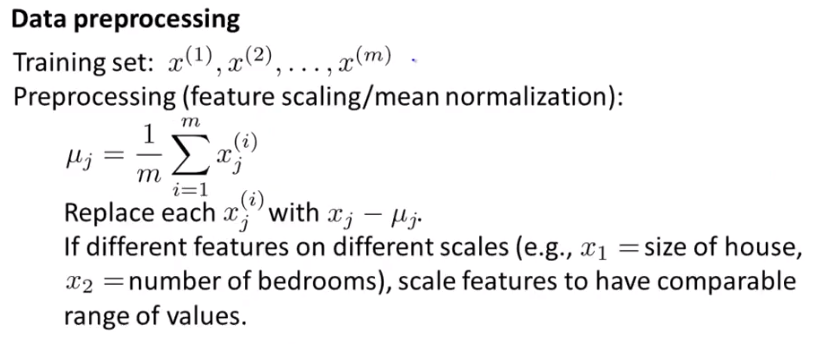 Data preprocessing
Training set: $x^{(1)}, x^{(2)}, \ldots, x^{(m)}$
Preprocessing (feature scaling/mean normalization):
$\mu_j = \frac{1}{m} \sum_{i=1}^{m} x_j^{(i)}$
Replace each $x_j^{(i)}$ with $x_j - \mu_j$.
If different features on different scales (e.g., $x_1$ = size of house,
$x_2$ = number of bedrooms), scale features to have comparable
range of values.